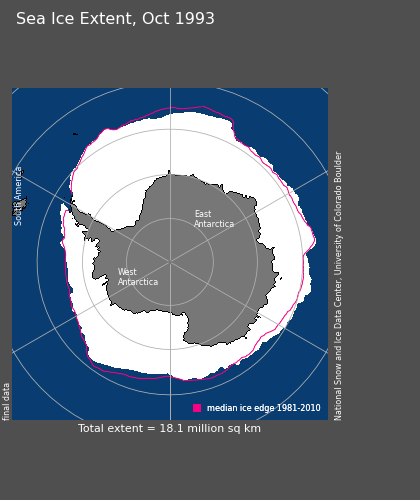 Sea Ice Extent, Oct 1993
South America
East
Antarctica
West
Antarctica
National Snow and Ice Data Center, University of Colorado Boulder
final data
median ice edge 1981-2010
Total extent = 18.1 million sq km